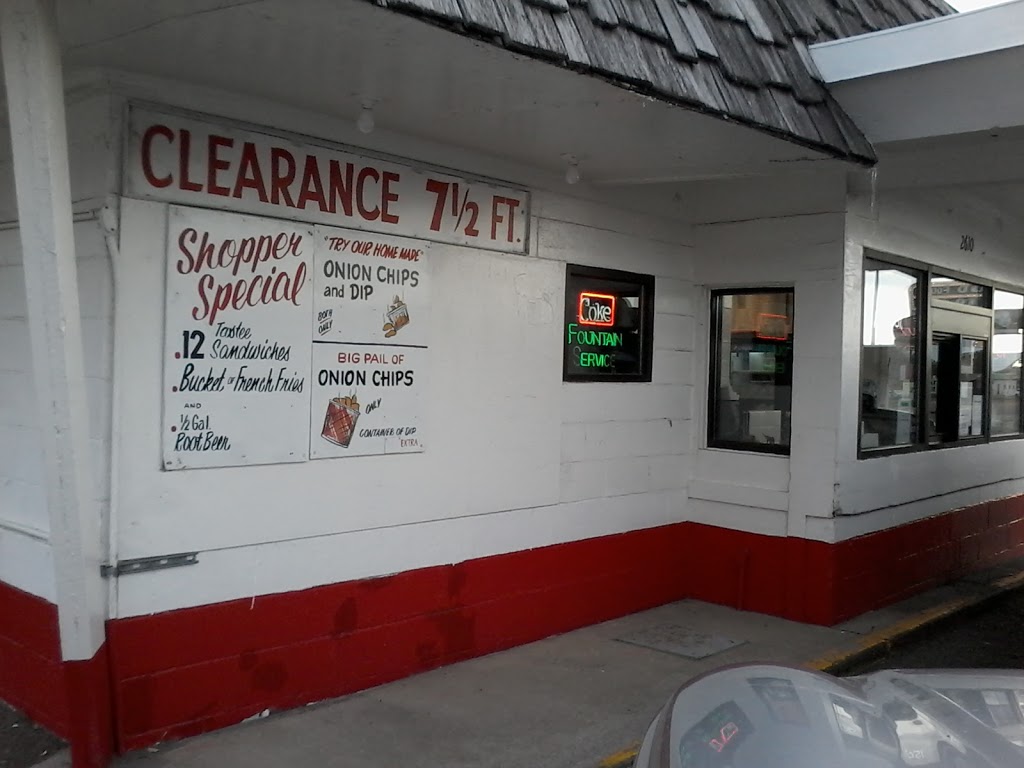 CLEARANCE 7½ FT.
Shopper
Special
.12 Toastee
Sandwiches
.Bucket of French Fries
AND
½ Gal.
Root Beer
"TRY OUR HOME MADE"
ONION CHIPS
and DIP
BOTH
ONLY
BIG PAIL OF
ONION CHIPS
ONLY
CONTAINER OF DIP
EXTRA
Coke
FOUNTAIN
SERVICE
2610